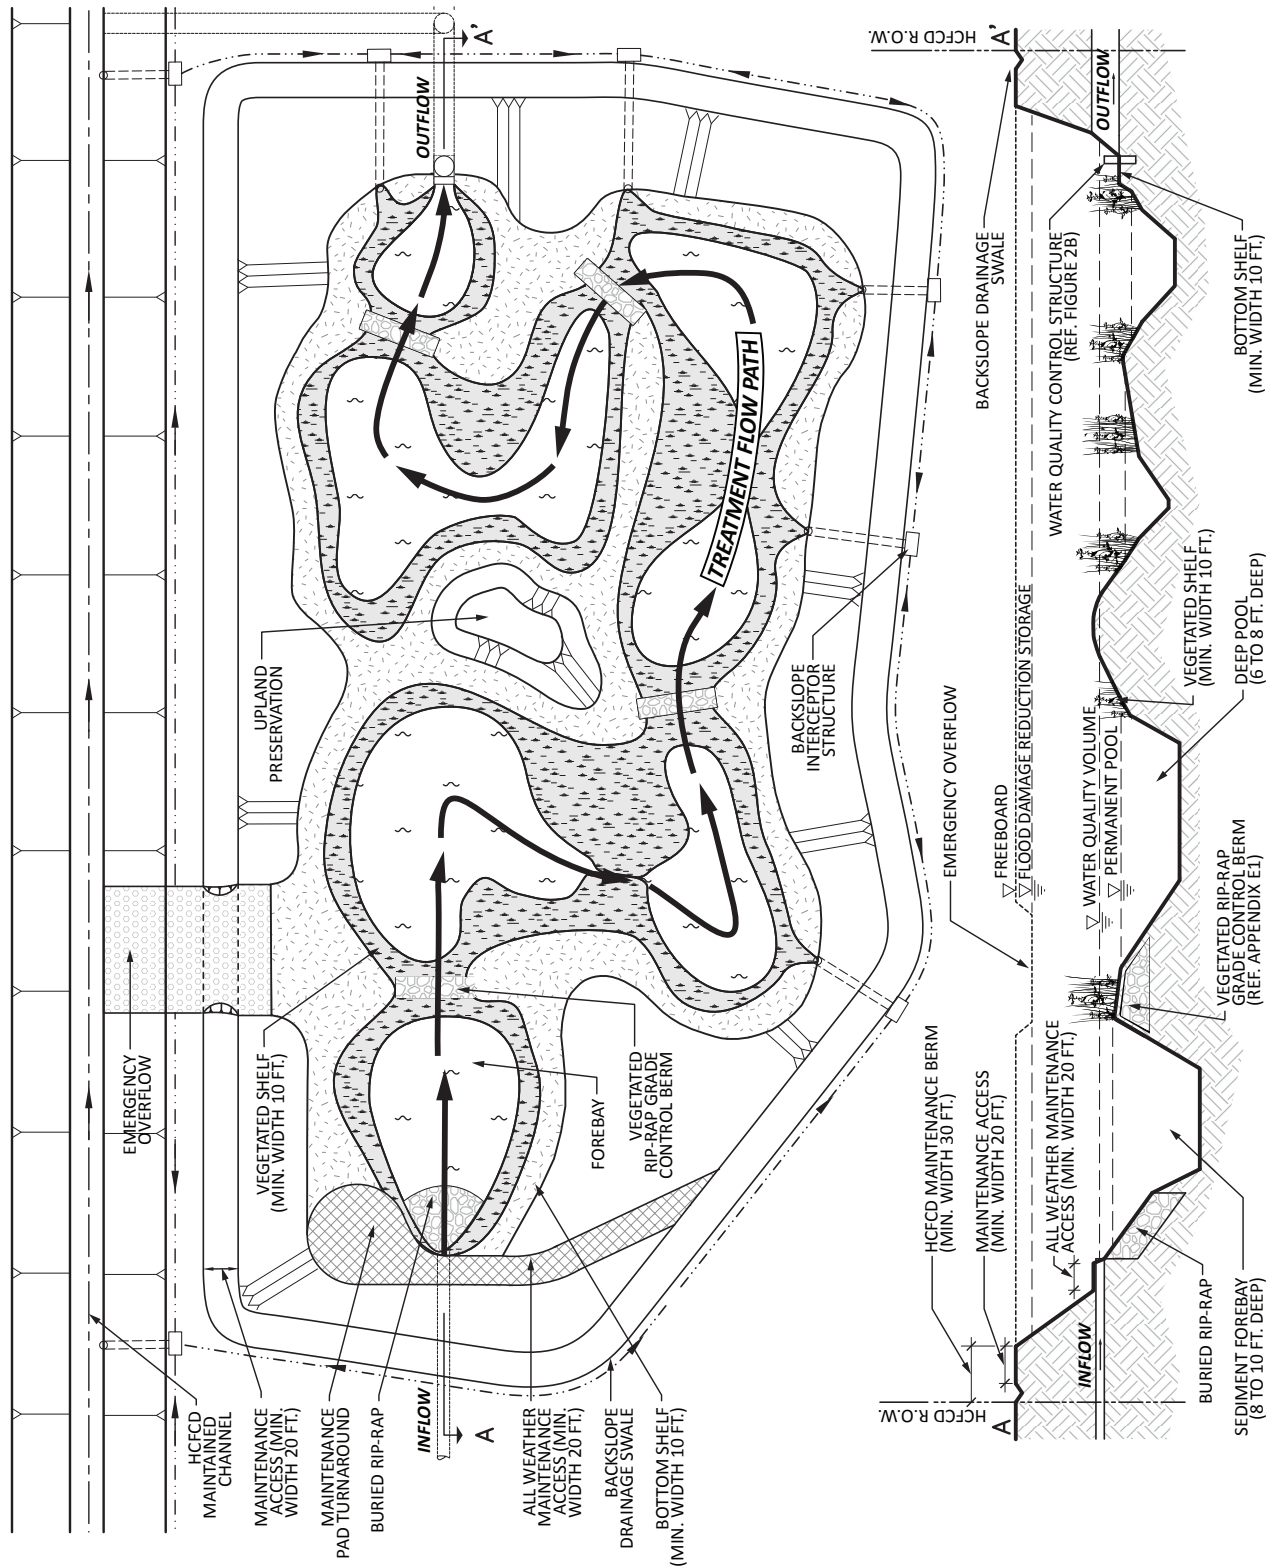 EMERGENCY
OVERFLOW
UPLAND
PRESERVATION
OUTFLOW
A'
VEGETATED SHELF
(MIN. WIDTH 10 FT.)
TREATMENT FLOW PATH
FOREBAY
VEGETATED
RIP-RAP GRADE
CONTROL BERM
BACKSLOPE
INTERCEPTOR
STRUCTURE
HCFCD
MAINTAINED
CHANNEL
MAINTENANCE
ACCESS (MIN.
WIDTH 20 FT.)
MAINTENANCE
PAD TURNAROUND
BURIED RIP-RAP
INFLOW
A
ALL WEATHER
MAINTENANCE
ACCESS (MIN.
WIDTH 20 FT.)
BACKSLOPE
DRAINAGE SWALE
BOTTOM SHELF
(MIN. WIDTH 10 FT.)
HCFCD R.O.W.
A
HCFCD MAINTENANCE BERM
(MIN. WIDTH 30 FT.)
MAINTENANCE ACCESS
(MIN. WIDTH 20 FT.)
ALL WEATHER MAINTENANCE
ACCESS (MIN. WIDTH 20 FT.)
INFLOW
BURIED RIP-RAP
SEDIMENT FOREBAY
(8 TO 10 FT. DEEP)
EMERGENCY OVERFLOW
FREEBOARD
FLOOD DAMAGE REDUCTION STORAGE
WATER QUALITY VOLUME
PERMANENT POOL
VEGETATED RIP-RAP
GRADE CONTROL BERM
(REF. APPENDIX E1)
VEGETATED SHELF
(MIN. WIDTH 10 FT.)
DEEP POOL
(6 TO 8 FT. DEEP)
BACKSLOPE DRAINAGE
SWALE
WATER QUALITY CONTROL STRUCTURE
(REF. FIGURE 2B)
BOTTOM SHELF
(MIN. WIDTH 10 FT.)
HCFCD R.O.W.
A'
OUTFLOW